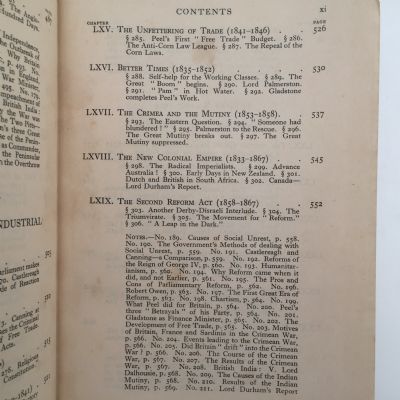 CONTENTS xi
CHAPTER PAGE
LXV. The Unfettering of Trade (1841-1846) . 526
§ 285. Peel's First "Free Trade" Budget. § 286.
The Anti-Corn Law League. § 287. The Repeal of the
Corn Laws.
LXVI. Better Times (1835-1852) . . . 530
§ 288. Self-help for the Working Classes. § 289. The
Great "Boom" begins. § 290. Lord Palmerston.
§ 291. "Pam" in Hot Water. § 292. Gladstone
completes Peel's Work.
LXVII. The Crimea and the Mutiny (1853-1858). 537
§ 293. The Eastern Question. § 294. "Someone had
blundered!" § 295. Palmerston to the Rescue. § 296.
The Great Mutiny breaks out. § 297. The Great
Mutiny suppressed.
LXVIII. The New Colonial Empire (1833-1867) . 545
§ 298. The Radical Imperialists. § 299. Advance
Australia! § 300. Early Days in New Zealand. § 301.
Dutch and British in South Africa. § 302. Canada—
Lord Durham's Report.
LXIX. The Second Reform Act (1858-1867) . 552
§ 303. Another Derby-Disraeli Interlude. § 304. The
Triumvirate. § 305. The Movement for "Reform."
§ 306. "A Leap in the Dark."
Notes.—No. 189. Causes of Social Unrest, p. 558.
No. 190. The Government's Methods of dealing with
Social Unrest, p. 559. No. 191. Castlereagh and
Canning—a Comparison, p. 559. No. 192. Reforms of
the Reign of George IV, p. 560. No. 193. Humanitar-
ianism, p. 560. No. 194. Why Reform came when it
did, and not Earlier, p. 561. No. 195. The Pros and
Cons of Parliamentary Reform, p. 562. No. 196.
Robert Owen, p. 563. No. 197. The First Great Era of
Reform, p. 563. No. 198. Chartism, p. 564. No. 199.
What Peel did for Britain, p. 564. No. 200. Peel's
three "Betrayals" of his Party, p. 564. No. 201.
Gladstone as Finance Minister, p. 565. No. 202. The
Development of Free Trade, p. 565. No. 203. Motives
of Britain, France and Sardinia in the Crimean War,
p. 565. No. 204. Events leading to the Crimean War,
p. 566. No. 205. Did Britain "drift" into the Crimean
War? p. 566. No. 206. The Course of the Crimean
War, p. 567. No. 207. The Results of the Crimean
War, p. 567. No. 208. British India: V. Lord
Dalhousie, p. 568. No. 209. The Causes of the Indian
Mutiny, p. 568. No. 210. Results of the Indian
Mutiny, p. 569. No. 211. Results of